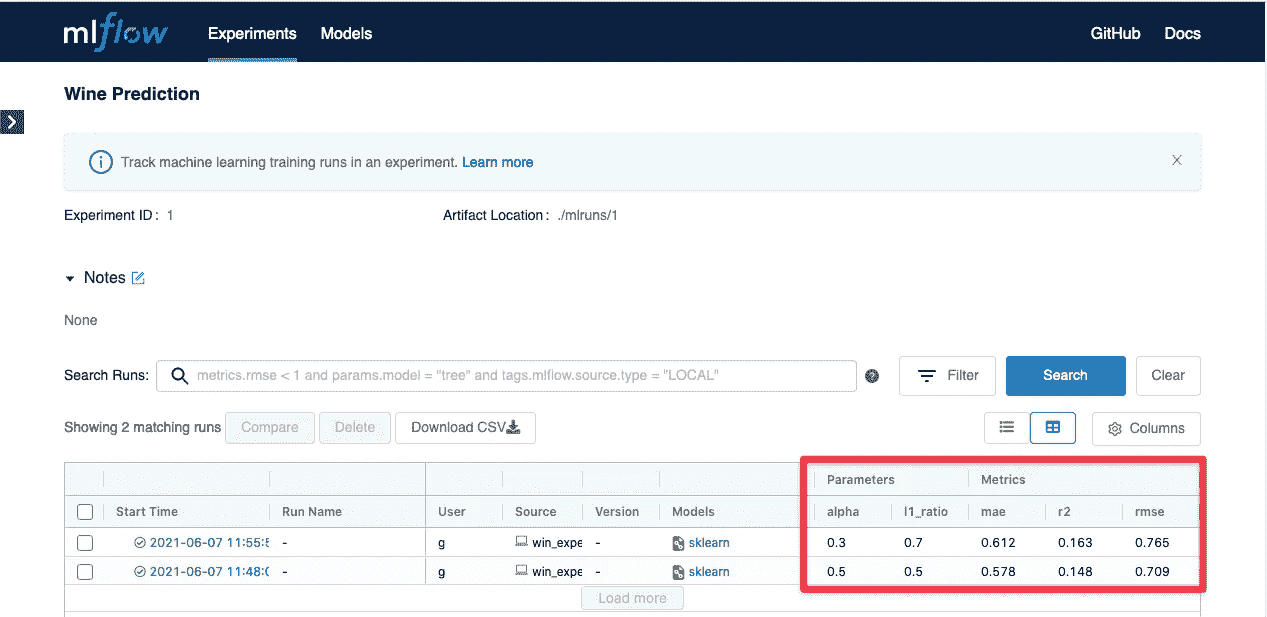 mlflow Experiments Models GitHub Docs
Wine Prediction
Track machine learning training runs in an experiment. Learn more
Experiment ID : 1 Artifact Location : ./mlruns/1
Notes
None
Search Runs: metrics.rmse < 1 and params.model = "tree" and tags.mlflow.source.type = "LOCAL" ? Filter Search Clear
Showing 2 matching runs Compare Delete Download CSV Columns
Parameters Metrics
Start Time Run Name User Source Version Models alpha l1_ratio mae r2 rmse
2021-06-07 11:55:5 - g win_expe - sklearn 0.3 0.7 0.612 0.163 0.765
2021-06-07 11:48:0 - g win_expe - sklearn 0.5 0.5 0.578 0.148 0.709
Load more